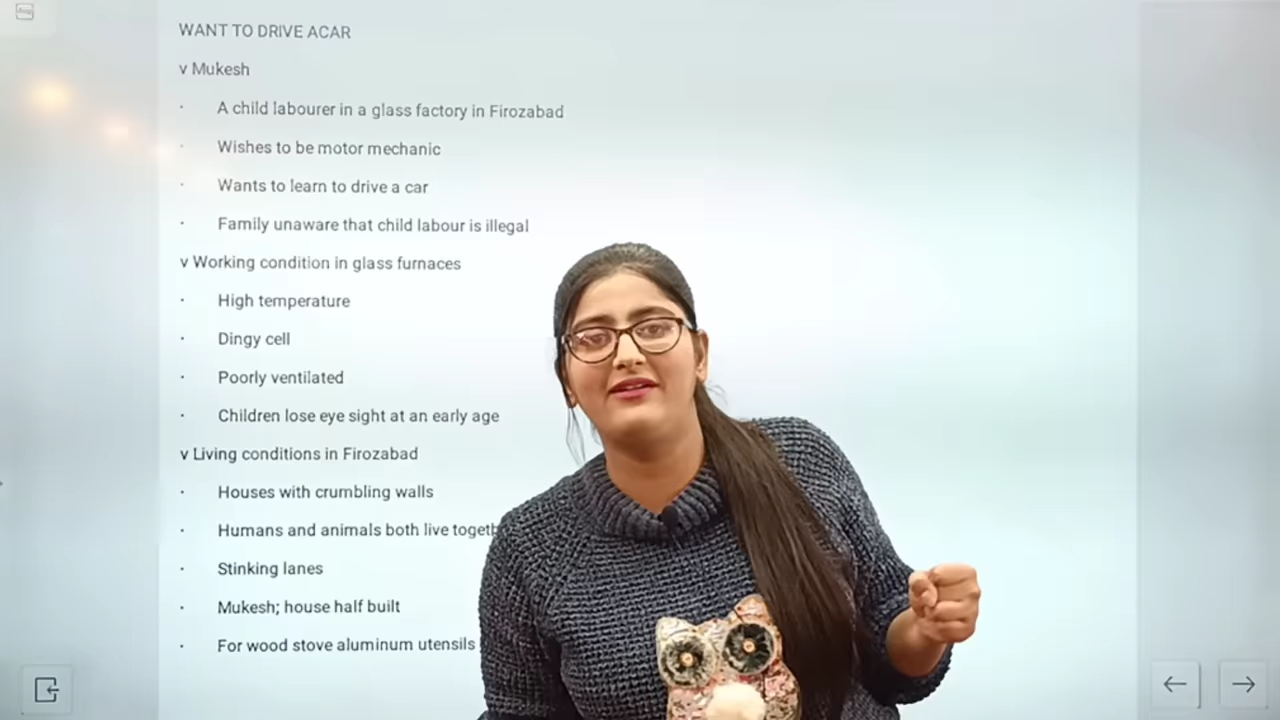 WANT TO DRIVE ACAR
v Mukesh
· A child labourer in a glass factory in Firozabad
· Wishes to be motor mechanic
· Wants to learn to drive a car
· Family unaware that child labour is illegal
v Working condition in glass furnaces
· High temperature
· Dingy cell
· Poorly ventilated
· Children lose eye sight at an early age
v Living conditions in Firozabad
· Houses with crumbling walls
· Humans and animals both live
· Stinking lanes
· Mukesh; house half built
· For wood stove aluminum utensils